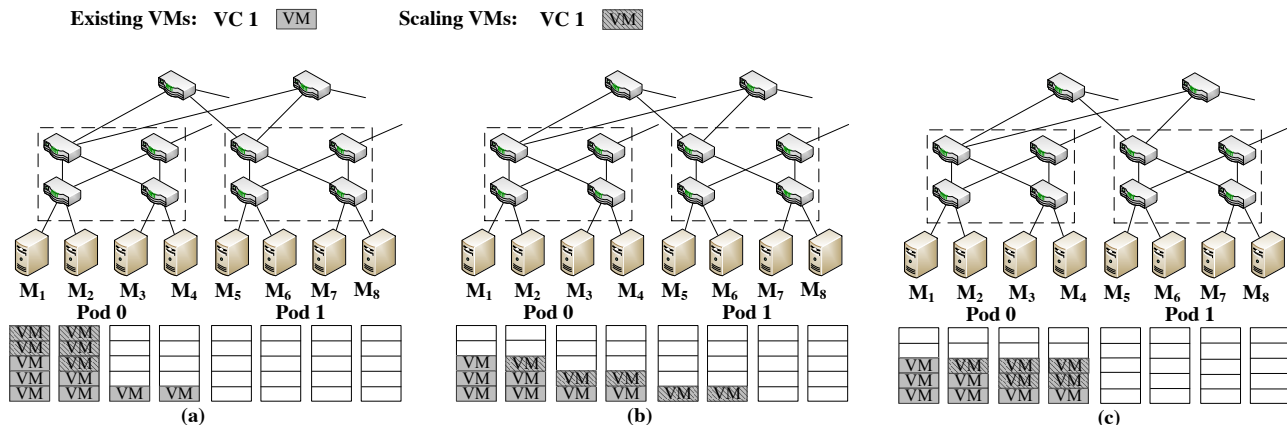 Existing VMs: VC 1 VM Scaling VMs: VC 1 VM
M1 M2 M3 M4 M5 M6 M7 M8
Pod 0 Pod 1
VM VM
VM VM
VM VM
VM VM
VM VM VM VM
(a)
M1 M2 M3 M4 M5 M6 M7 M8
Pod 0 Pod 1
VM VM
VM VM VM VM
VM VM VM VM VM VM
(b)
M1 M2 M3 M4 M5 M6 M7 M8
Pod 0 Pod 1
VM VM VM VM
VM VM VM VM
VM VM VM VM
(c)